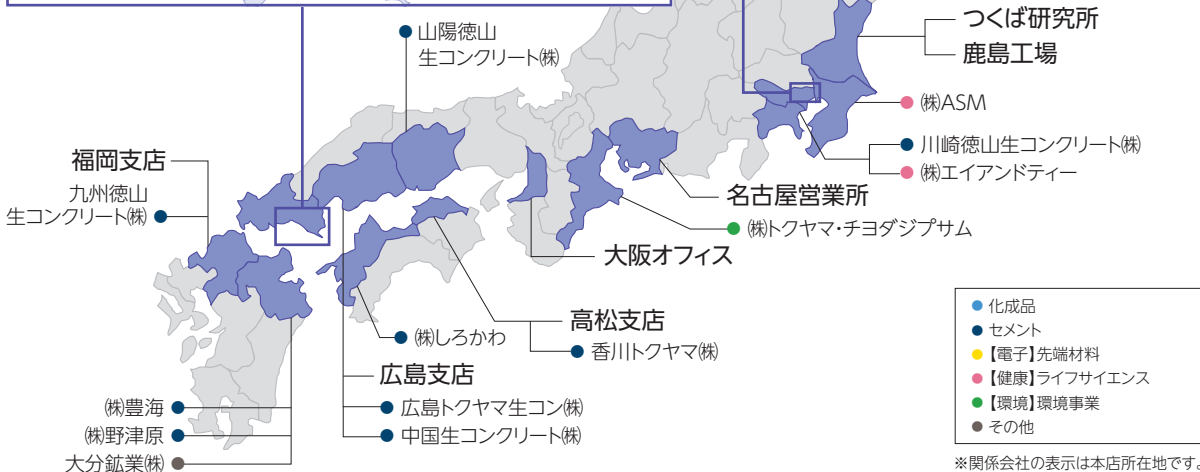 山陽徳山
生コンクリート㈱
つくば研究所
鹿島工場
㈱ASM
川崎徳山生コンクリート㈱
㈱エイアンドティー
福岡支店
九州徳山
生コンクリート㈱
名古屋営業所
㈱トクヤマ・チヨダジプサム
大阪オフィス
高松支店
香川トクヤマ㈱
㈱しろかわ
広島支店
広島トクヤマ生コン㈱
中国生コンクリート㈱
㈱豊海
㈱野津原
大分鉱業㈱
化成品
セメント
【電子】先端材料
【健康】ライフサイエンス
【環境】環境事業
その他
※関係会社の表示は本店所在地です。